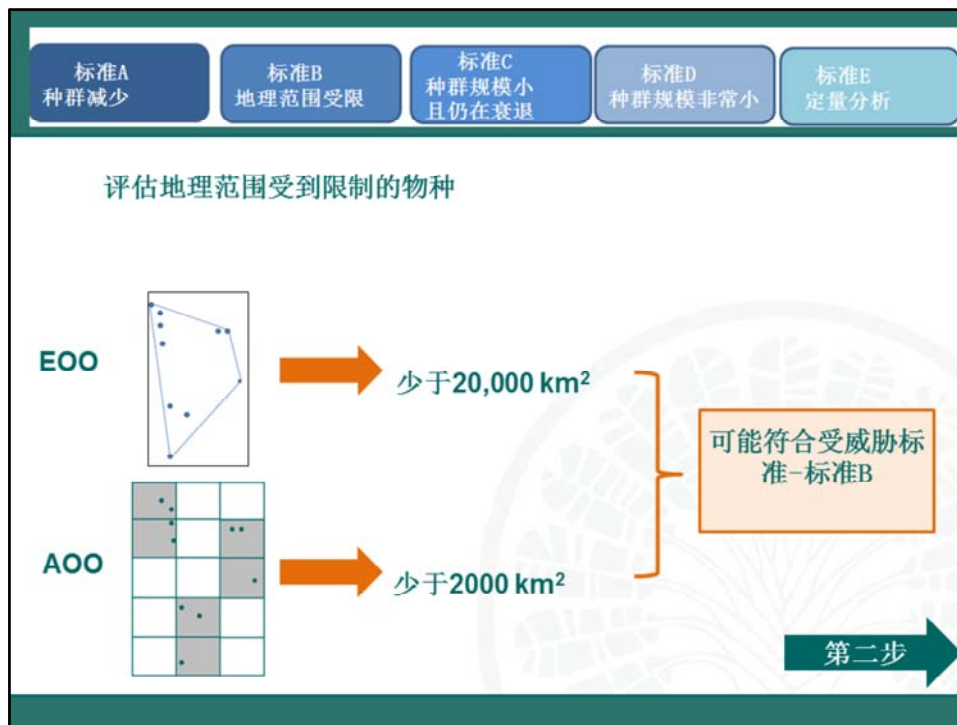 标准A
种群减少
标准B
地理范围受限
标准C
种群规模小
且仍在衰退
标准D
种群规模非常小
标准E
定量分析
评估地理范围受到限制的物种
EOO
少于20,000 km²
可能符合受威胁标
准-标准B
AOO
少于2000 km²
第二步